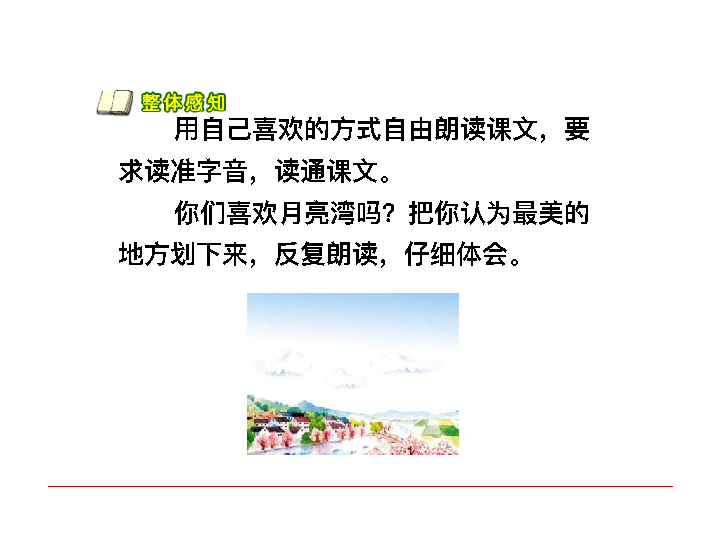 整体感知
用自己喜欢的方式自由朗读课文，要
求读准字音，读通课文。
你们喜欢月亮湾吗？把你认为最美的
地方划下来，反复朗读，仔细体会。